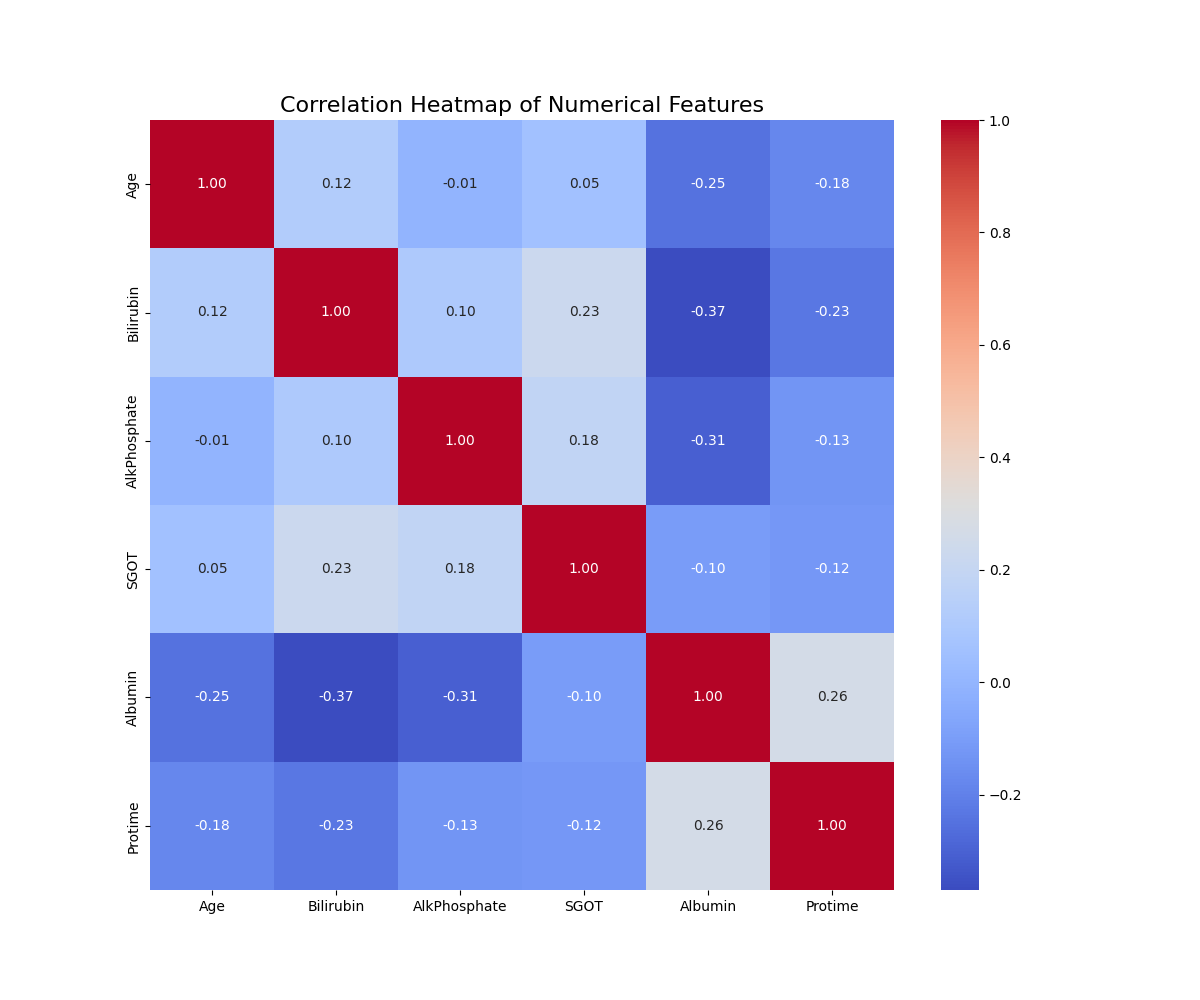 Correlation Heatmap of Numerical Features
Age 1.00 0.12 -0.01 0.05 -0.25 -0.18
Bilirubin 0.12 1.00 0.10 0.23 -0.37 -0.23
AlkPhosphate -0.01 0.10 1.00 0.18 -0.31 -0.13
SGOT 0.05 0.23 0.18 1.00 -0.10 -0.12
Albumin -0.25 -0.37 -0.31 -0.10 1.00 0.26
Protime -0.18 -0.23 -0.13 -0.12 0.26 1.00
Age Bilirubin AlkPhosphate SGOT Albumin Protime
1.0
0.8
0.6
0.4
0.2
0.0
−0.2